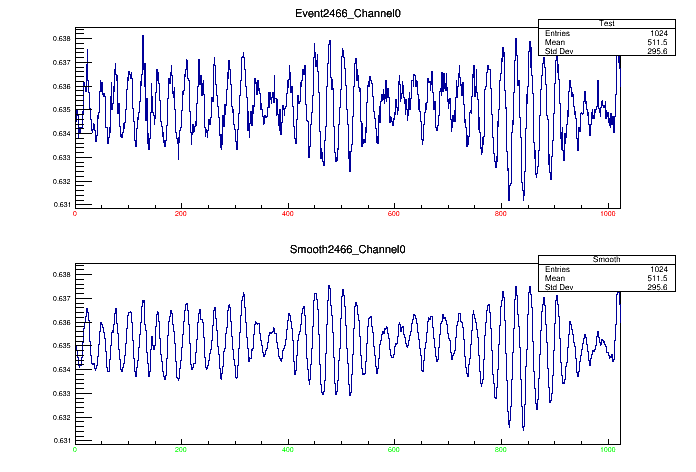 Event2466_Channel0
Test
Entries 1024
Mean 511.5
Std Dev 295.6
0.638
0.637
0.636
0.635
0.634
0.633
0.632
0.631
0 200 400 600 800 1000
Smooth2466_Channel0
Smooth
Entries 1024
Mean 511.5
Std Dev 295.6
0.638
0.637
0.636
0.635
0.634
0.633
0.632
0.631
0 200 400 600 800 1000